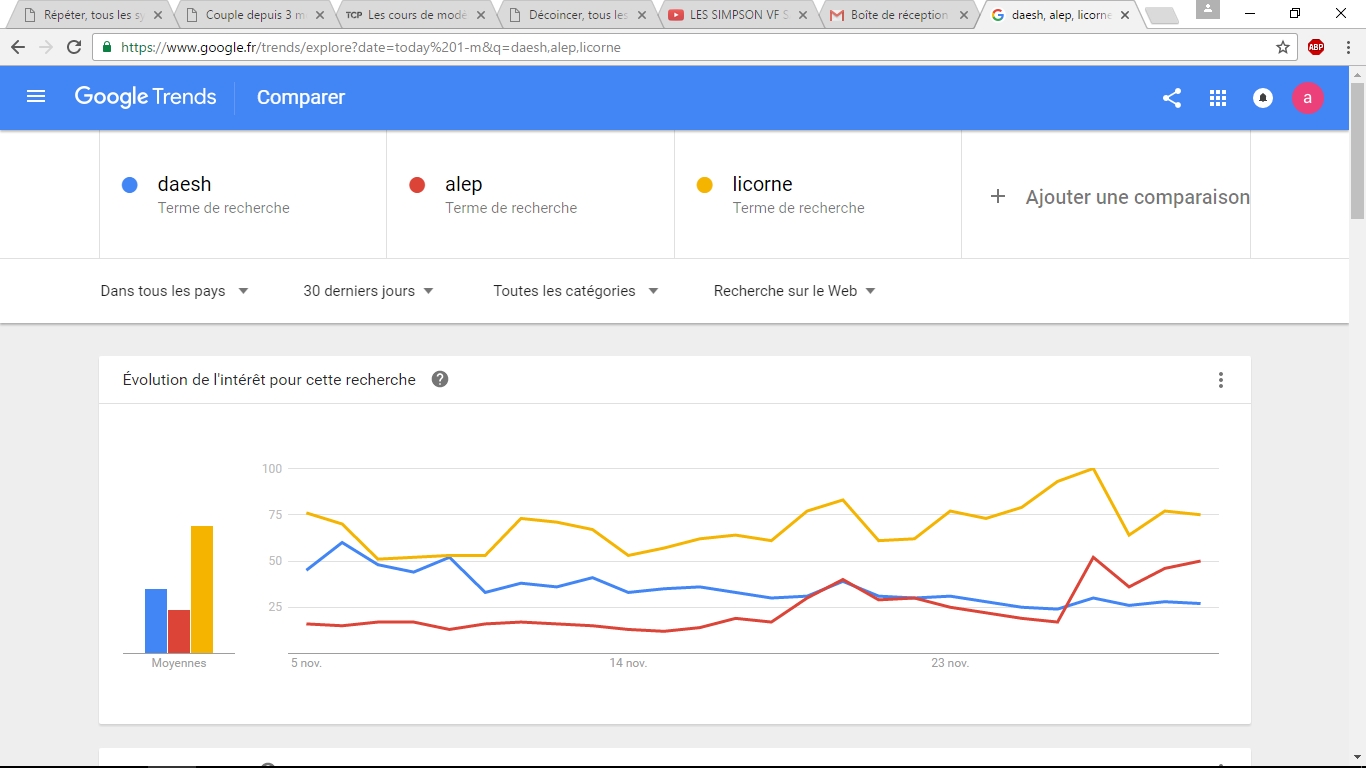 Répéter, tous les sy
Couple depuis 3 m
TCP Les cours de modé
Décoincer, tous les
LES SIMPSON VF S
Boîte de réception
daesh, alep, licorne
https://www.google.fr/trends/explore?date=today%201-m&q=daesh,alep,licorne
ABP
Google Trends
Comparer
a
daesh
Terme de recherche
alep
Terme de recherche
licorne
Terme de recherche
+ Ajouter une comparaison
Dans tous les pays
30 derniers jours
Toutes les catégories
Recherche sur le Web
Évolution de l'intérêt pour cette recherche ?
100
75
50
25
Moyennes
5 nov.
14 nov.
23 nov.